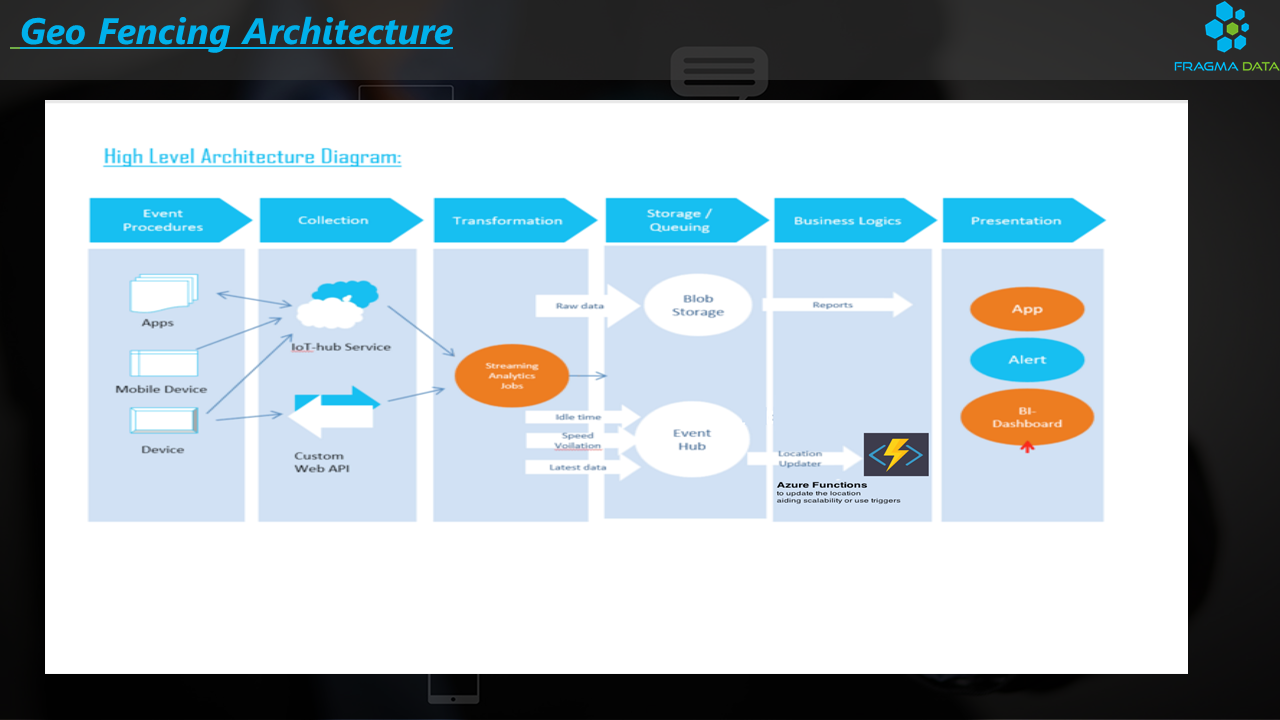 Geo Fencing Architecture
FRAGMA DATA
High Level Architecture Diagram:
Event
Procedures
Collection
Transformation
Storage /
Queuing
Business Logics
Presentation
Apps
Mobile Device
Device
IoT-hub Service
Custom
Web API
Streaming
Analytics
Jobs
Raw data
Idle time
Speed
Voilation
Latest data
Blob
Storage
Event
Hub
Reports
Location
Updater
Azure Functions
to update the location
aiding scalability or use triggers
App
Alert
BI-
Dashboard